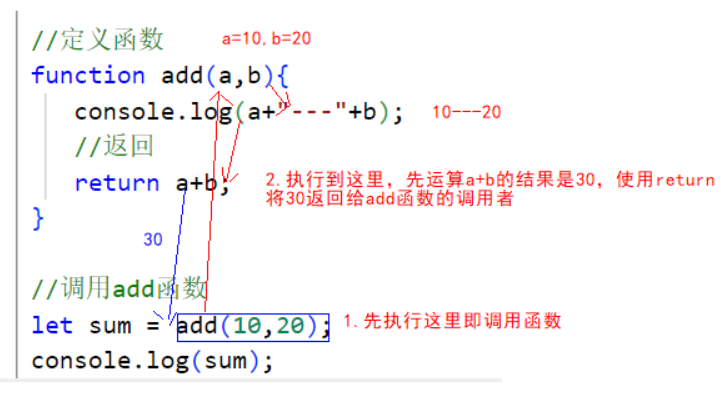 //定义函数 a=10,b=20
function add(a,b){
console.log(a+"---"+b); 10---20
//返回
return a+b; 2.执行到这里，先运算a+b的结果是30，使用return
将30返回给add函数的调用者
}
30
//调用add函数
let sum = add(10,20); 1.先执行这里即调用函数
console.log(sum);